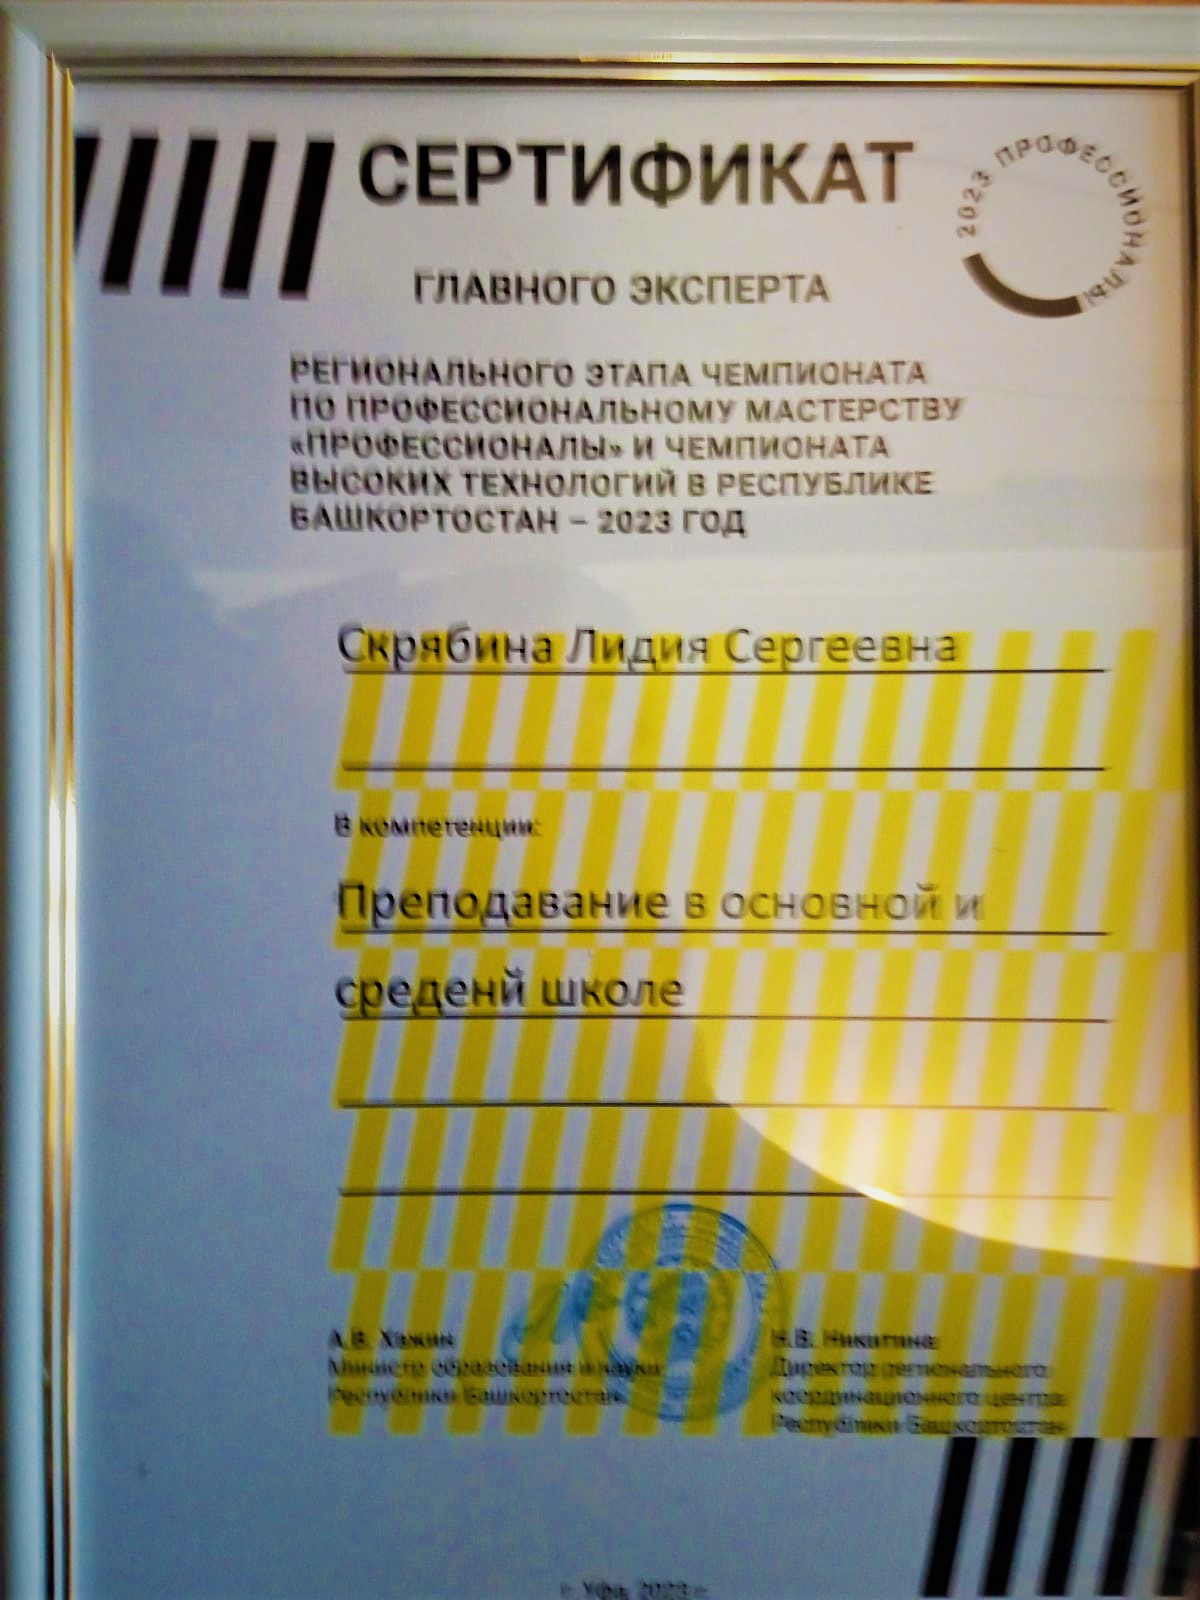 СЕРТИФИКАТ
2023 ПРОФЕССИОНАЛЫ
ГЛАВНОГО ЭКСПЕРТА
РЕГИОНАЛЬНОГО ЭТАПА ЧЕМПИОНАТА
ПО ПРОФЕССИОНАЛЬНОМУ МАСТЕРСТВУ
«ПРОФЕССИОНАЛЫ» И ЧЕМПИОНАТА
ВЫСОКИХ ТЕХНОЛОГИЙ В РЕСПУБЛИКЕ
БАШКОРТОСТАН – 2023 ГОД
Скрябина Лидия Сергеевна
В компетенции:
Преподавание в основной и
среденй школе
А.В. Хажин
Министр образования и науки
Республики Башкортостан
Н.В. Никитина
Директор регионального
координационного центра
Республики Башкортостан
г. Уфа, 2023 г.